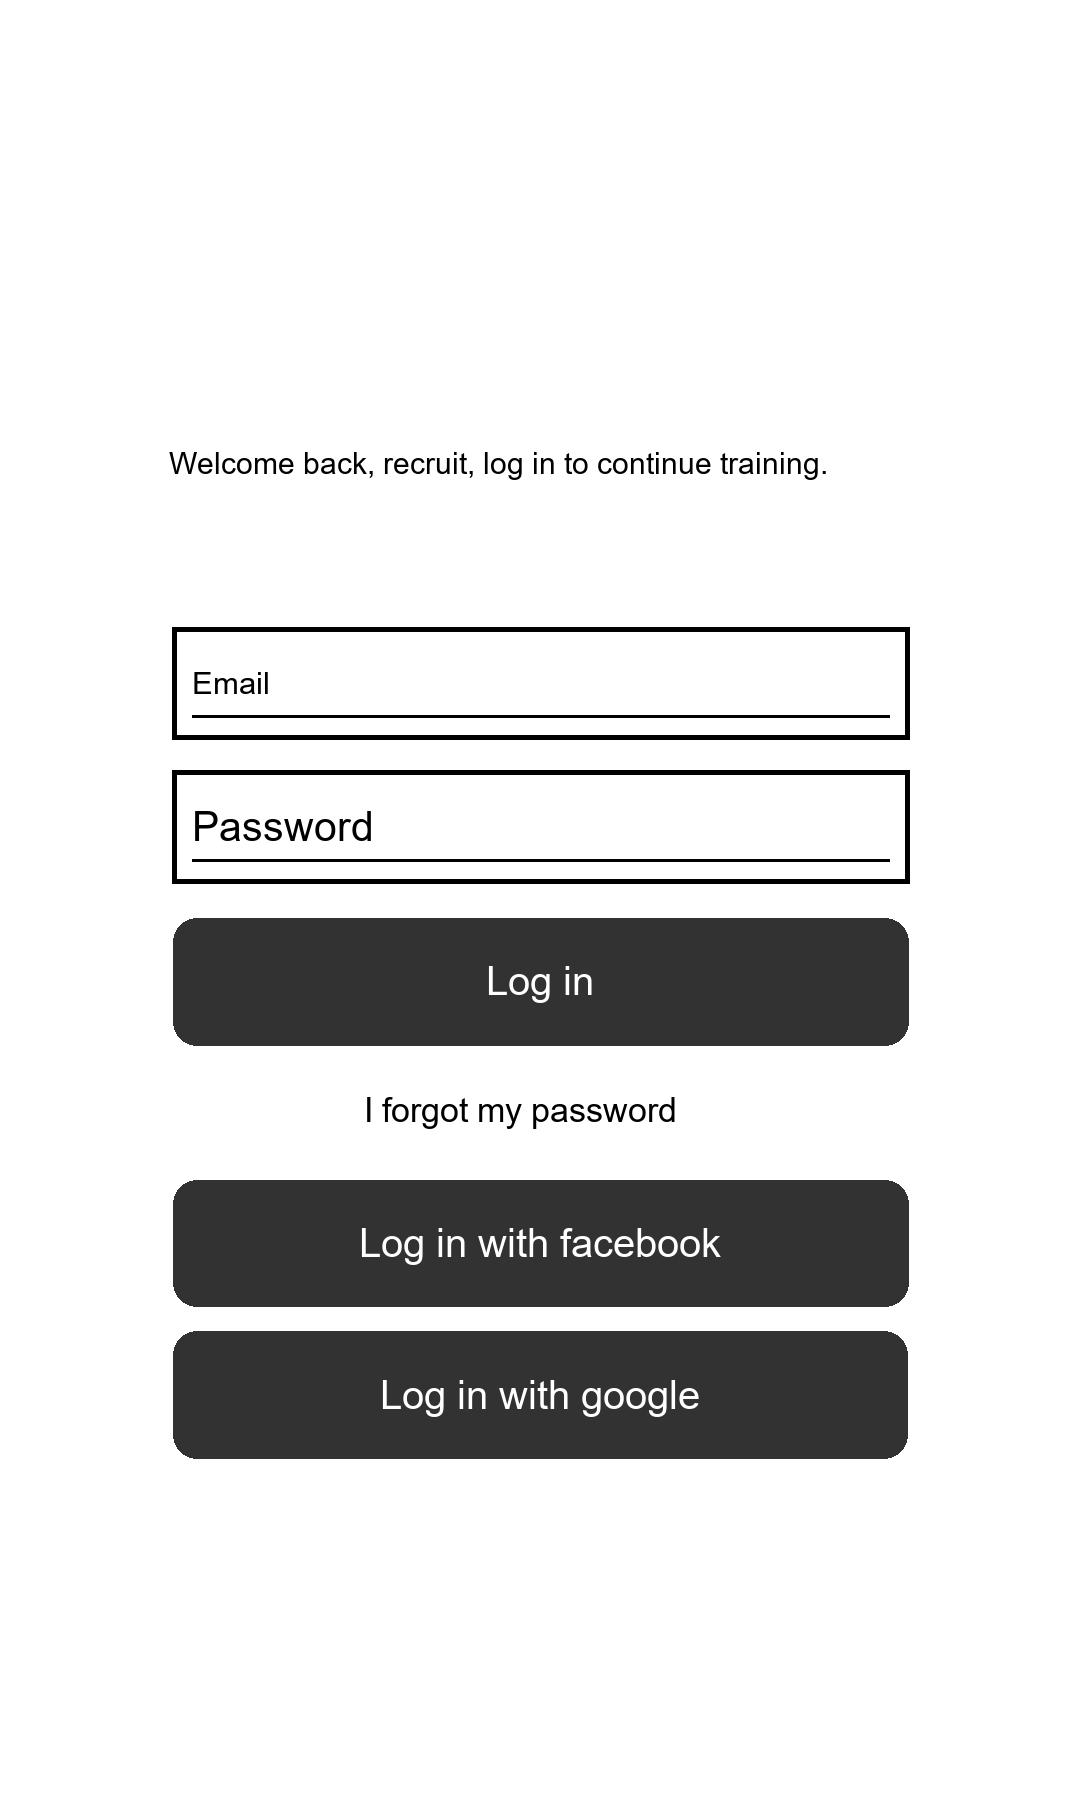 Welcome back, recruit, log in to continue training.
Email
Password
Log in
I forgot my password
Log in with facebook
Log in with google